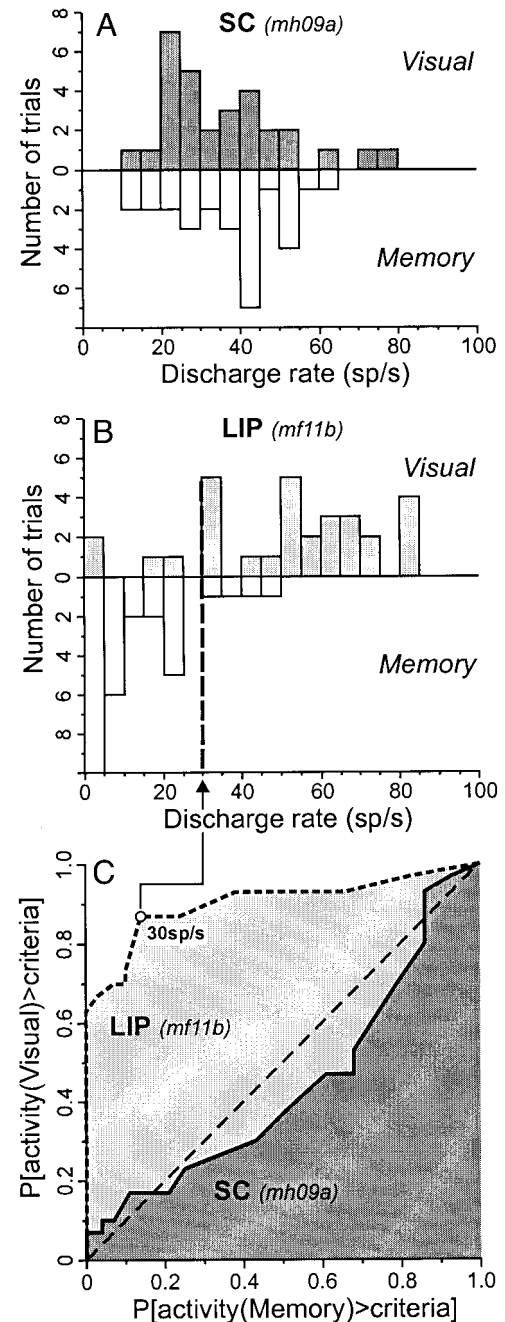 A SC (mh09a)
Visual
8
6
4
2
0
2
4
6
Number of trials
Memory
0 20 40 60 80 100
Discharge rate (sp/s)
B LIP (mf11b)
Visual
8
6
4
2
0
2
4
6
8
Number of trials
Memory
0 20 40 60 80 100
Discharge rate (sp/s)
C
1.0
0.8
0.6
0.4
0.2
0
P[activity(Visual)>criteria]
30sp/s
LIP (mf11b)
SC (mh09a)
0 0.2 0.4 0.6 0.8 1.0
P[activity(Memory)>criteria]